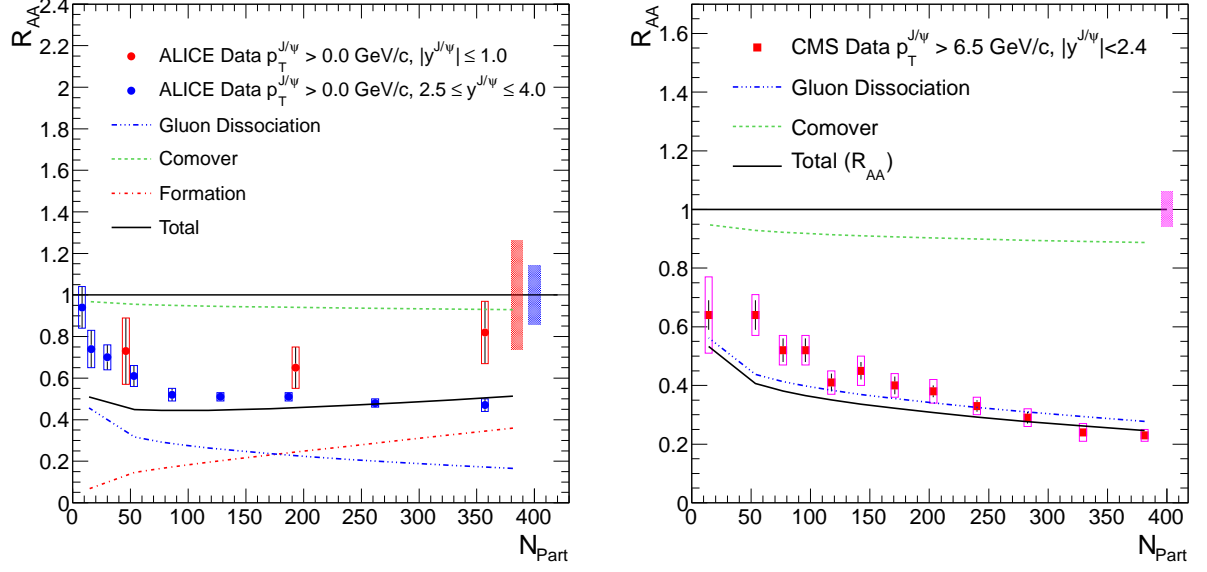 R_AA
2.4
2.2
2
1.8
1.6
1.4
1.2
1
0.8
0.6
0.4
0.2
0
ALICE Data p_T^{J/ψ} > 0.0 GeV/c, |y^{J/ψ}| ≤ 1.0
ALICE Data p_T^{J/ψ} > 0.0 GeV/c, 2.5 ≤ y^{J/ψ} ≤ 4.0
Gluon Dissociation
Comover
Formation
Total
0 50 100 150 200 250 300 350 400
N_Part
R_AA
1.6
1.4
1.2
1
0.8
0.6
0.4
0.2
0
CMS Data p_T^{J/ψ} > 6.5 GeV/c, |y^{J/ψ}|<2.4
Gluon Dissociation
Comover
Total (R_AA)
0 50 100 150 200 250 300 350 400
N_Part